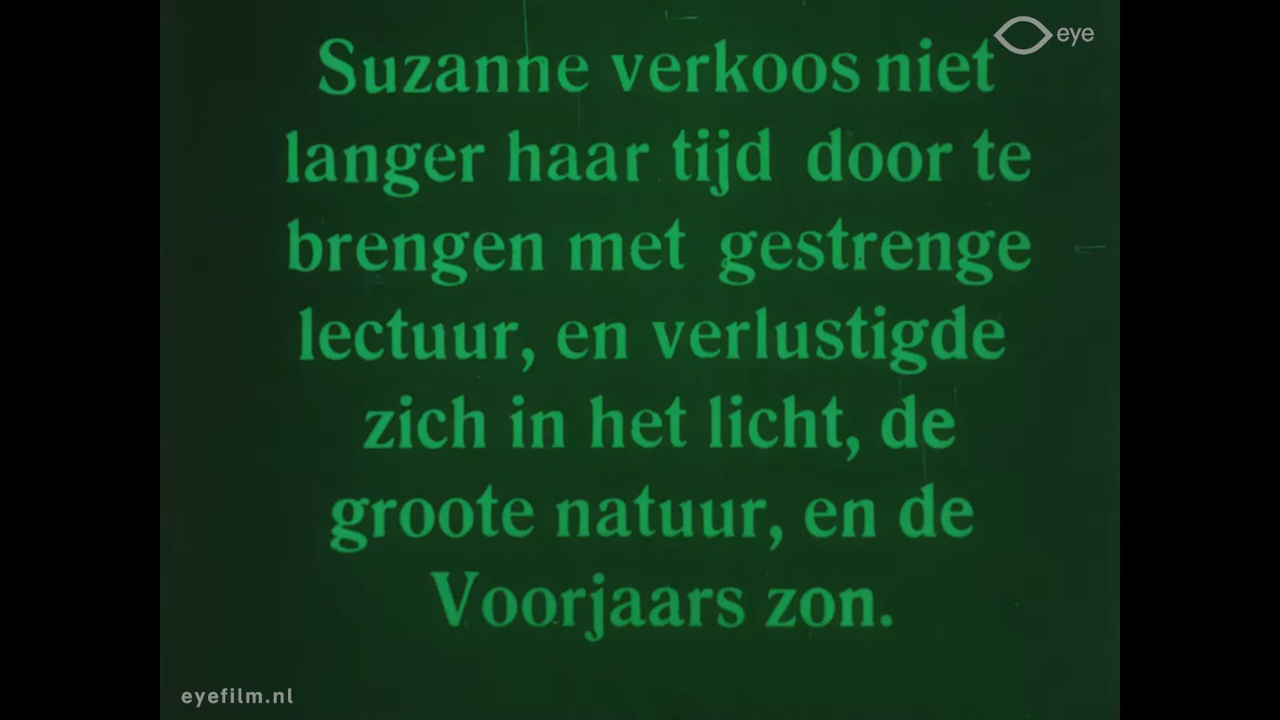 eye
Suzanne verkoos niet
langer haar tijd door te
brengen met gestrenge
lectuur, en verlustigde
zich in het licht, de
groote natuur, en de
Voorjaars zon.
eyefilm.nl